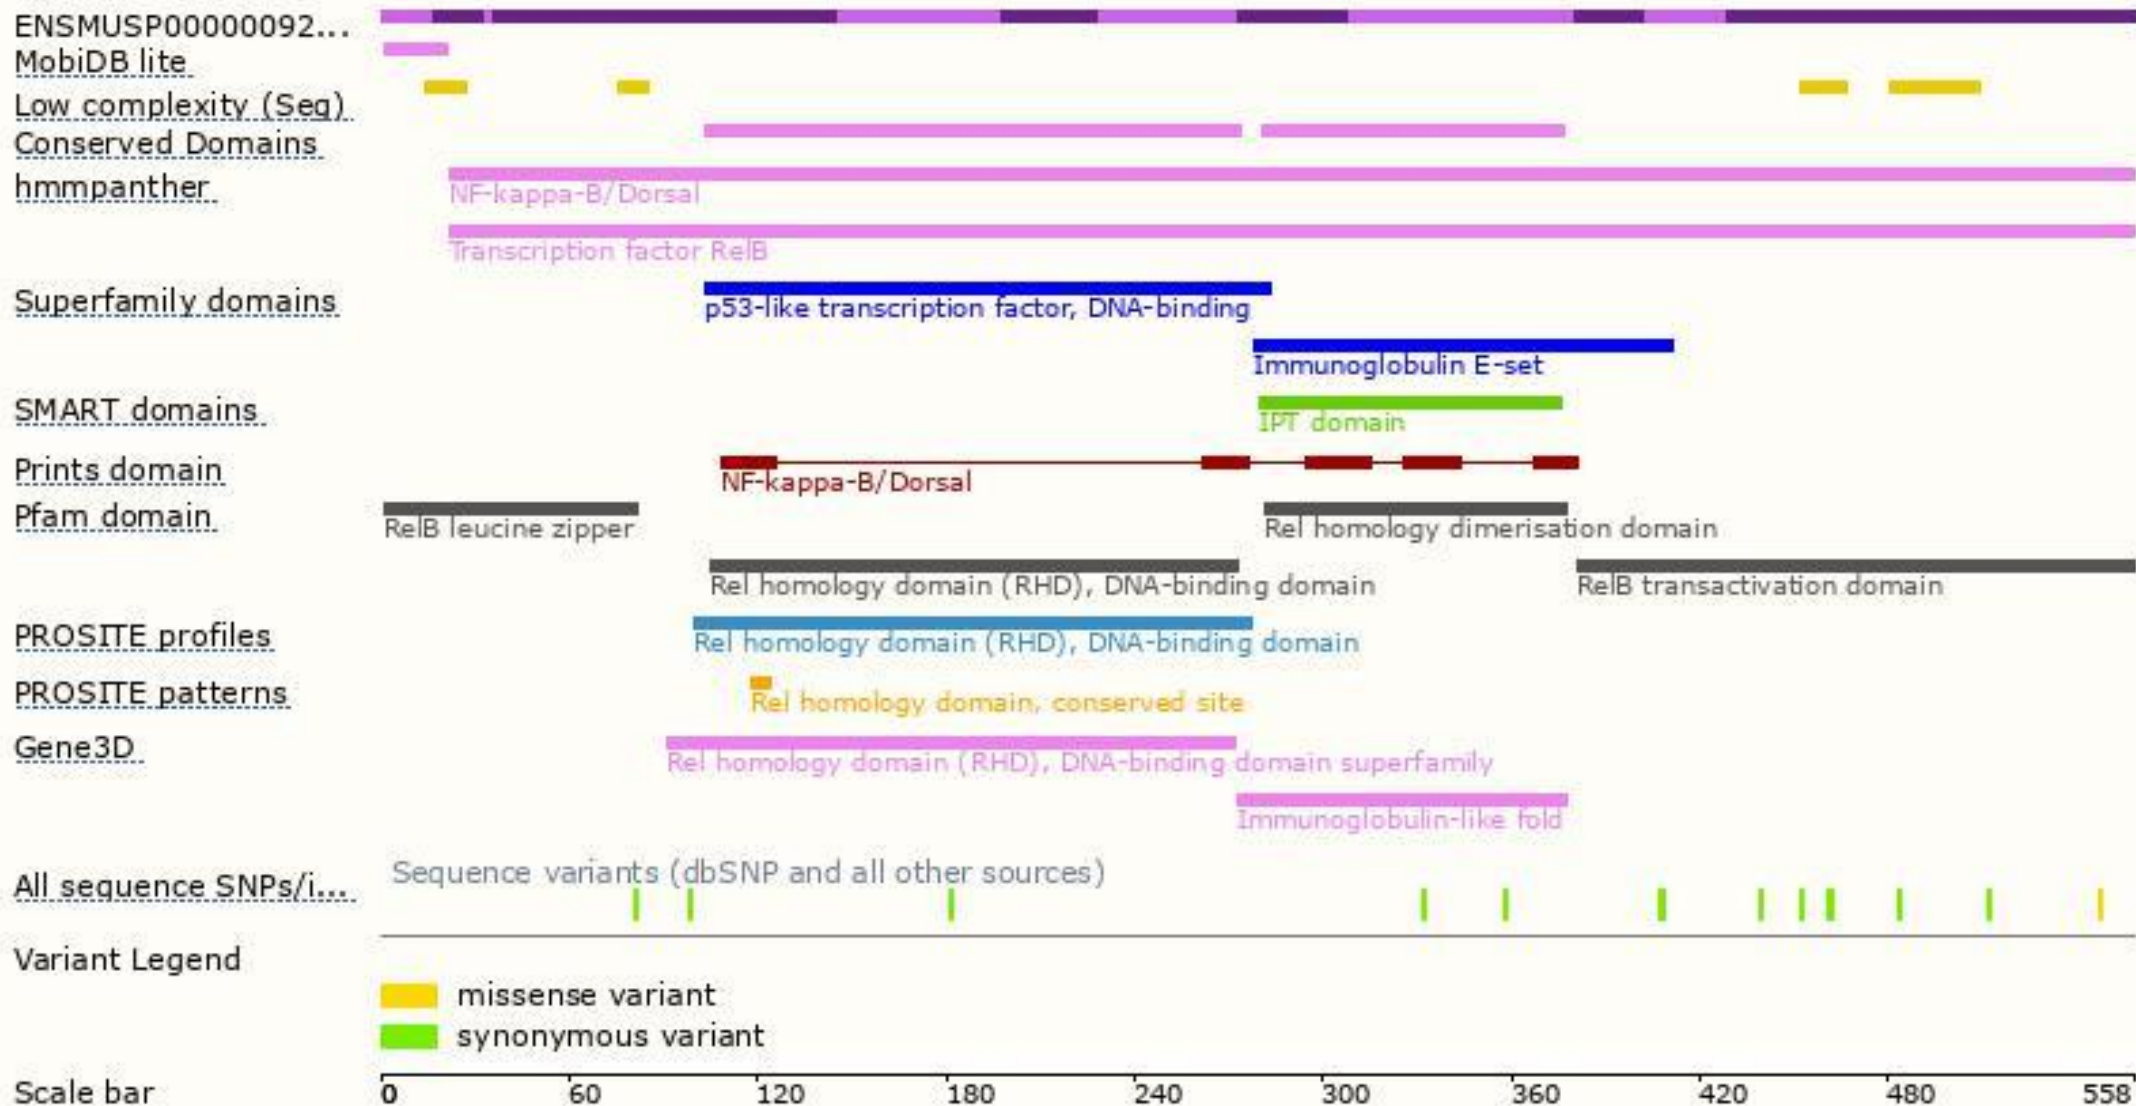 ENSMUSP00000092...
MobiDB lite
Low complexity (Seg)
Conserved Domains
hmmpanther
NF-kappa-B/Dorsal
Transcription factor RelB
Superfamily domains
p53-like transcription factor, DNA-binding
Immunoglobulin E-set
SMART domains
IPT domain
Prints domain
NF-kappa-B/Dorsal
Pfam domain
RelB leucine zipper
Rel homology dimerisation domain
Rel homology domain (RHD), DNA-binding domain
RelB transactivation domain
PROSITE profiles
Rel homology domain (RHD), DNA-binding domain
PROSITE patterns
Rel homology domain, conserved site
Gene3D
Rel homology domain (RHD), DNA-binding domain superfamily
Immunoglobulin-like fold
All sequence SNPs/i...
Sequence variants (dbSNP and all other sources)
Variant Legend
missense variant
synonymous variant
Scale bar
0 60 120 180 240 300 360 420 480 558